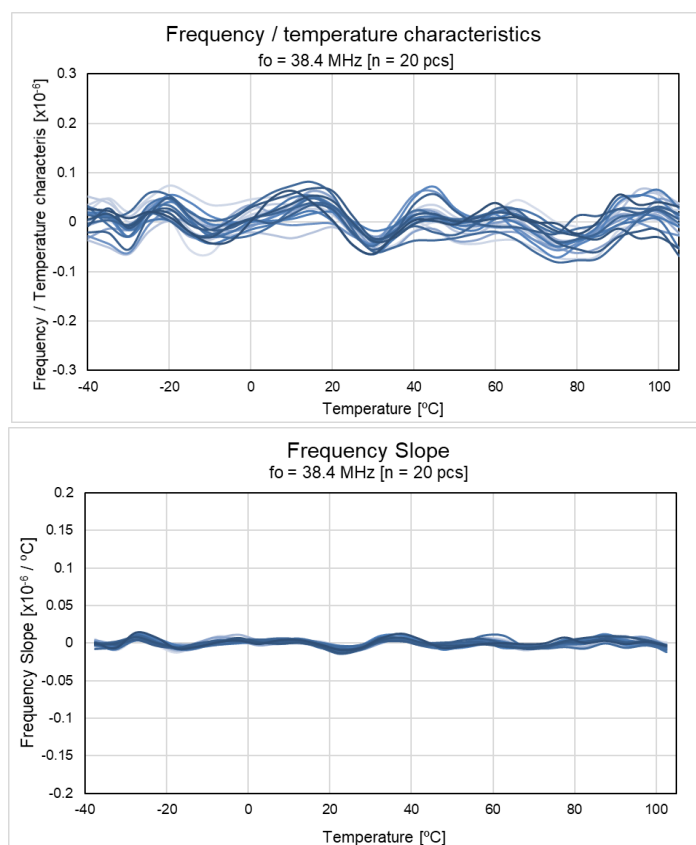 Frequency / temperature characteristics
fo = 38.4 MHz [n = 20 pcs]
Frequency / Temperature characteris [x10⁻⁶]
0.3
0.2
0.1
0
-0.1
-0.2
-0.3
-40 -20 0 20 40 60 80 100
Temperature [ºC]
Frequency Slope
fo = 38.4 MHz [n = 20 pcs]
Frequency Slope [x10⁻⁶ / ºC]
0.2
0.15
0.1
0.05
0
-0.05
-0.1
-0.15
-0.2
-40 -20 0 20 40 60 80 100
Temperature [ºC]